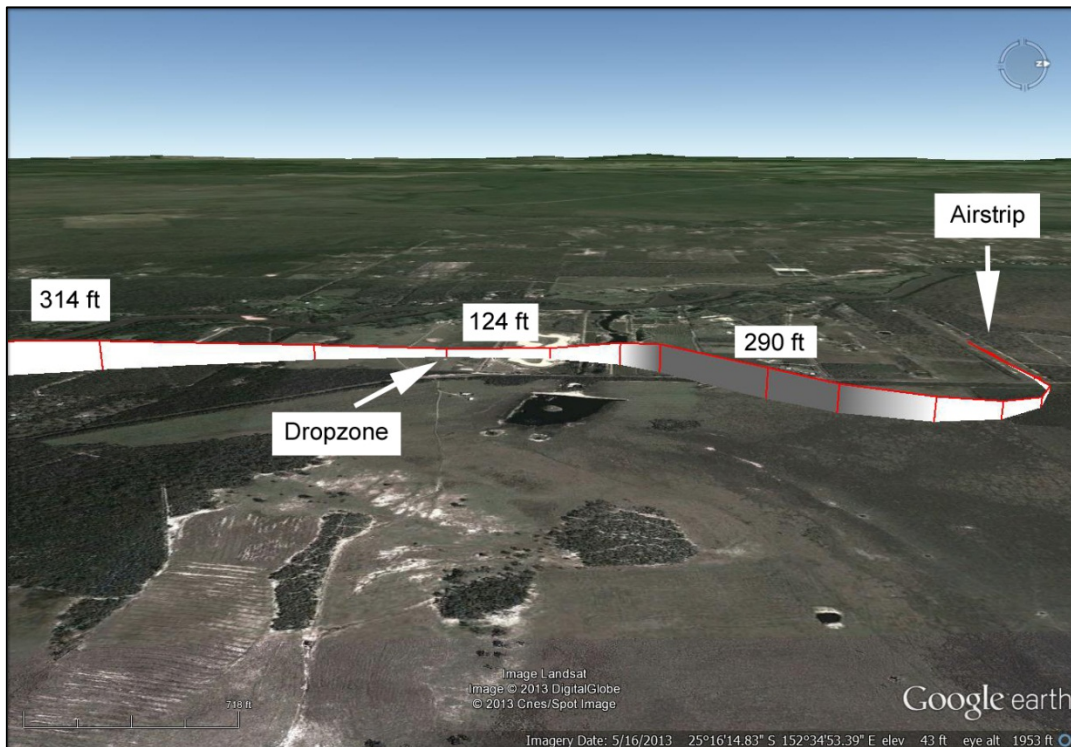 N
Airstrip
314 ft
124 ft
290 ft
Dropzone
Image Landsat
Image © 2013 DigitalGlobe
© 2013 Cnes/Spot Image
718 ft
Google earth
Imagery Date: 5/16/2013 25°16'14.83" S 152°34'53.39" E elev 43 ft eye alt 1953 ft